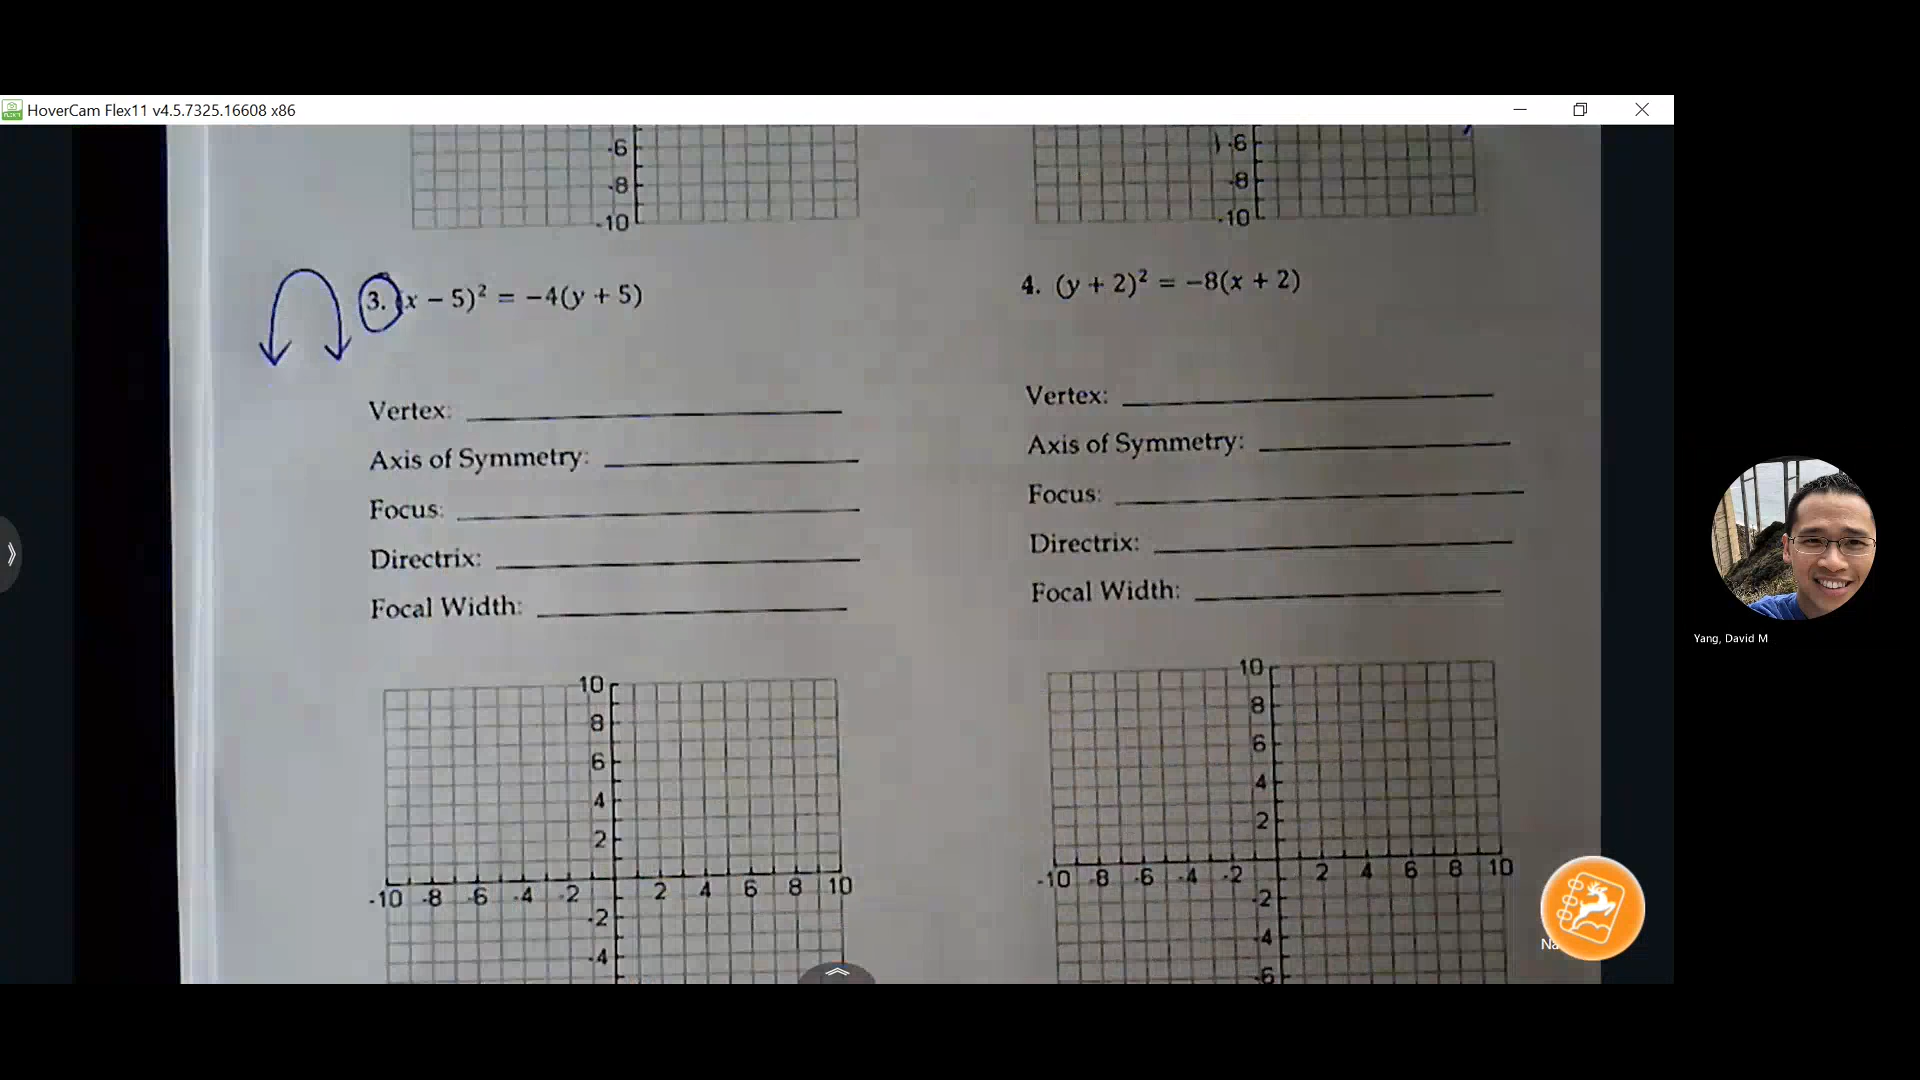 HoverCam Flex11 v4.5.7325.16608 x86
-6
-8
-10
-6
-8
-10
3. (x − 5)² = −4(y + 5)
4. (y + 2)² = −8(x + 2)
Vertex:
Axis of Symmetry:
Focus:
Directrix:
Focal Width:
Vertex:
Axis of Symmetry:
Focus:
Directrix:
Focal Width:
10
8
6
4
2
-10 -8 -6 -4 -2 2 4 6 8 10
-2
-4
10
8
6
4
2
-10 -8 -6 -4 -2 2 4 6 8 10
-2
-4
-6
Yang, David M